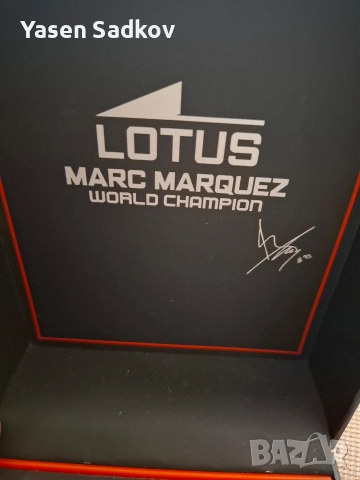 Yasen Sadkov
LOTUS
MARC MARQUEZ
WORLD CHAMPION
BAZAR